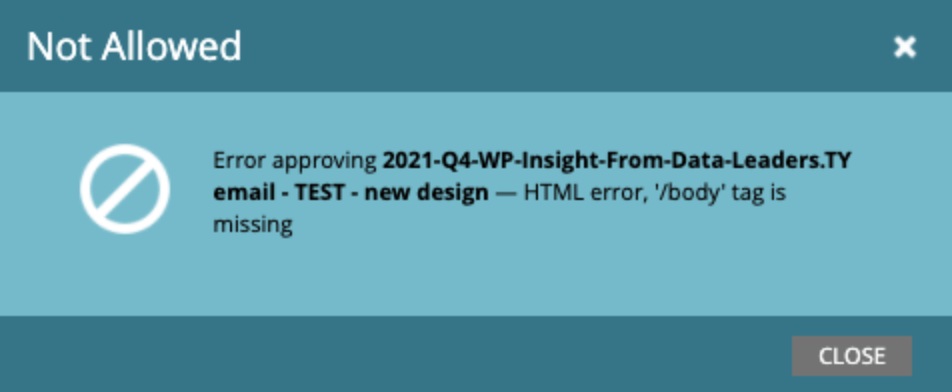 Not Allowed
Error approving 2021-Q4-WP-Insight-From-Data-Leaders.TY
email - TEST - new design — HTML error, '/body' tag is
missing
CLOSE